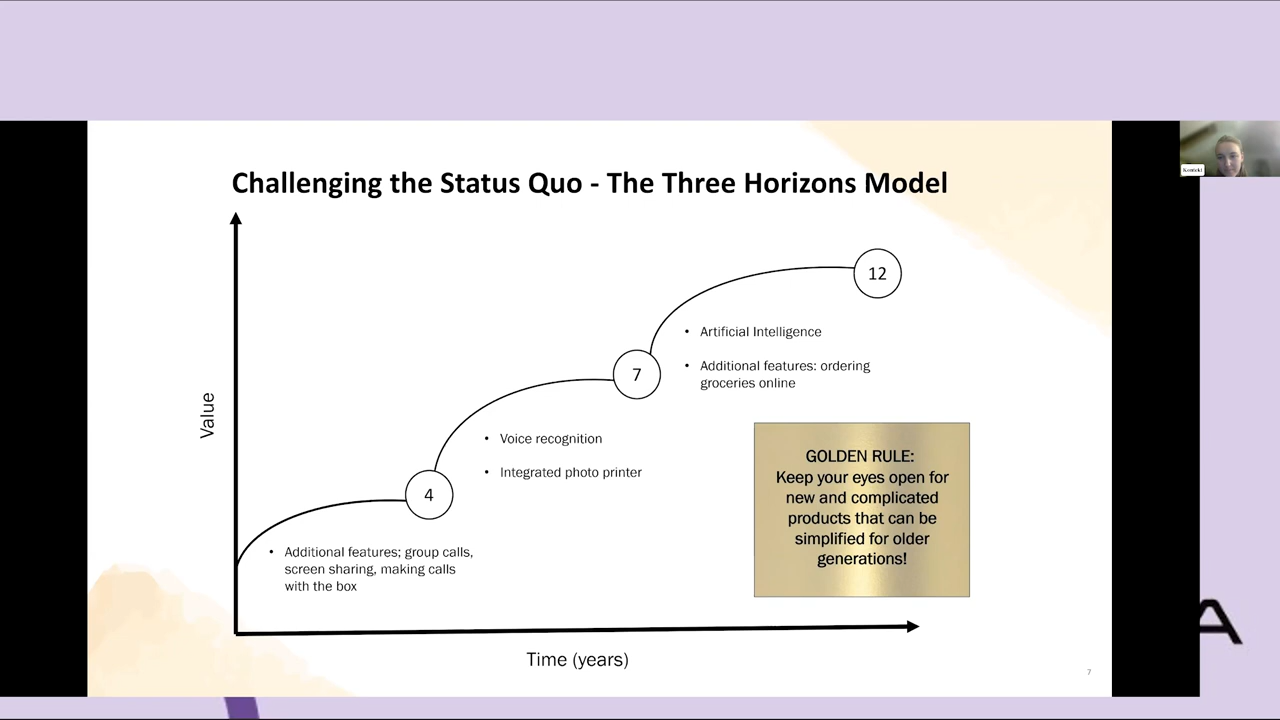 Challenging the Status Quo - The Three Horizons Model
Value
12
• Artificial Intelligence
• Additional features: ordering
groceries online
7
• Voice recognition
• Integrated photo printer
4
• Additional features; group calls,
screen sharing, making calls
with the box
GOLDEN RULE:
Keep your eyes open for
new and complicated
products that can be
simplified for older
generations!
Time (years)
7
A